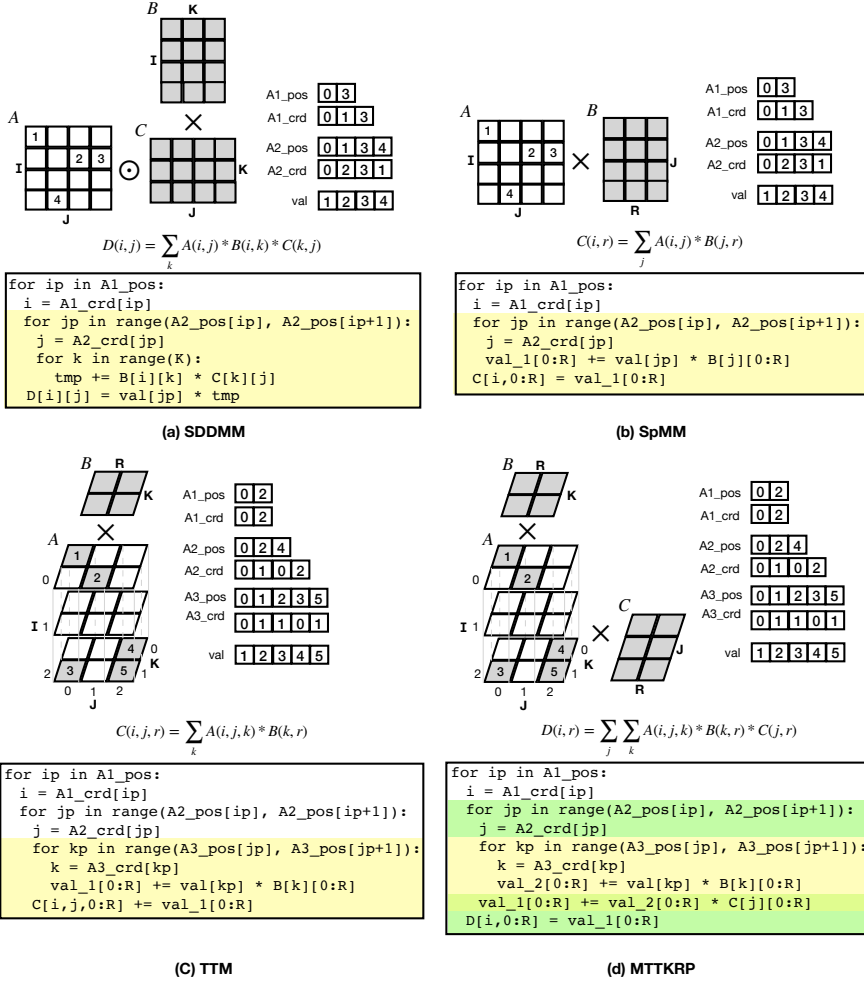 B
K
I
A
1
2 3
4
I
J
⊙
×
C
K
J
A1_pos 0 3
A1_crd 0 1 3
A2_pos 0 1 3 4
A2_crd 0 2 3 1
val 1 2 3 4
D(i, j) = ∑ A(i, j) * B(i, k) * C(k, j)
k
for ip in A1_pos:
i = A1_crd[ip]
for jp in range(A2_pos[ip], A2_pos[ip+1]):
j = A2_crd[jp]
for k in range(K):
tmp += B[i][k] * C[k][j]
D[i][j] = val[jp] * tmp
(a) SDDMM
A
1
2 3
4
I
J
×
B
J
R
A1_pos 0 3
A1_crd 0 1 3
A2_pos 0 1 3 4
A2_crd 0 2 3 1
val 1 2 3 4
C(i, r) = ∑ A(i, j) * B(j, r)
j
for ip in A1_pos:
i = A1_crd[ip]
for jp in range(A2_pos[ip], A2_pos[ip+1]):
j = A2_crd[jp]
val_1[0:R] += val[jp] * B[j][0:R]
C[i,0:R] = val_1[0:R]
(b) SpMM
B R
K
×
A
1
0 2
I 1
4 0
K
2 3 5 1
0 1 2
J
A1_pos 0 2
A1_crd 0 2
A2_pos 0 2 4
A2_crd 0 1 0 2
A3_pos 0 1 2 3 5
A3_crd 0 1 1 0 1
val 1 2 3 4 5
C(i, j, r) = ∑ A(i, j, k) * B(k, r)
k
for ip in A1_pos:
i = A1_crd[ip]
for jp in range(A2_pos[ip], A2_pos[ip+1]):
j = A2_crd[jp]
for kp in range(A3_pos[jp], A3_pos[jp+1]):
k = A3_crd[kp]
val_1[0:R] += val[kp] * B[k][0:R]
C[i,j,0:R] += val_1[0:R]
(C) TTM
B R
K
×
A
1
0 2
I 1
4 0
K
2 3 5 1
0 1 2
J
×
C
J
R
A1_pos 0 2
A1_crd 0 2
A2_pos 0 2 4
A2_crd 0 1 0 2
A3_pos 0 1 2 3 5
A3_crd 0 1 1 0 1
val 1 2 3 4 5
D(i, r) = ∑ ∑ A(i, j, k) * B(k, r) * C(j, r)
j k
for ip in A1_pos:
i = A1_crd[ip]
for jp in range(A2_pos[ip], A2_pos[ip+1]):
j = A2_crd[jp]
for kp in range(A3_pos[jp], A3_pos[jp+1]):
k = A3_crd[kp]
val_2[0:R] += val[kp] * B[k][0:R]
val_1[0:R] += val_2[0:R] * C[j][0:R]
D[i,0:R] = val_1[0:R]
(d) MTTKRP